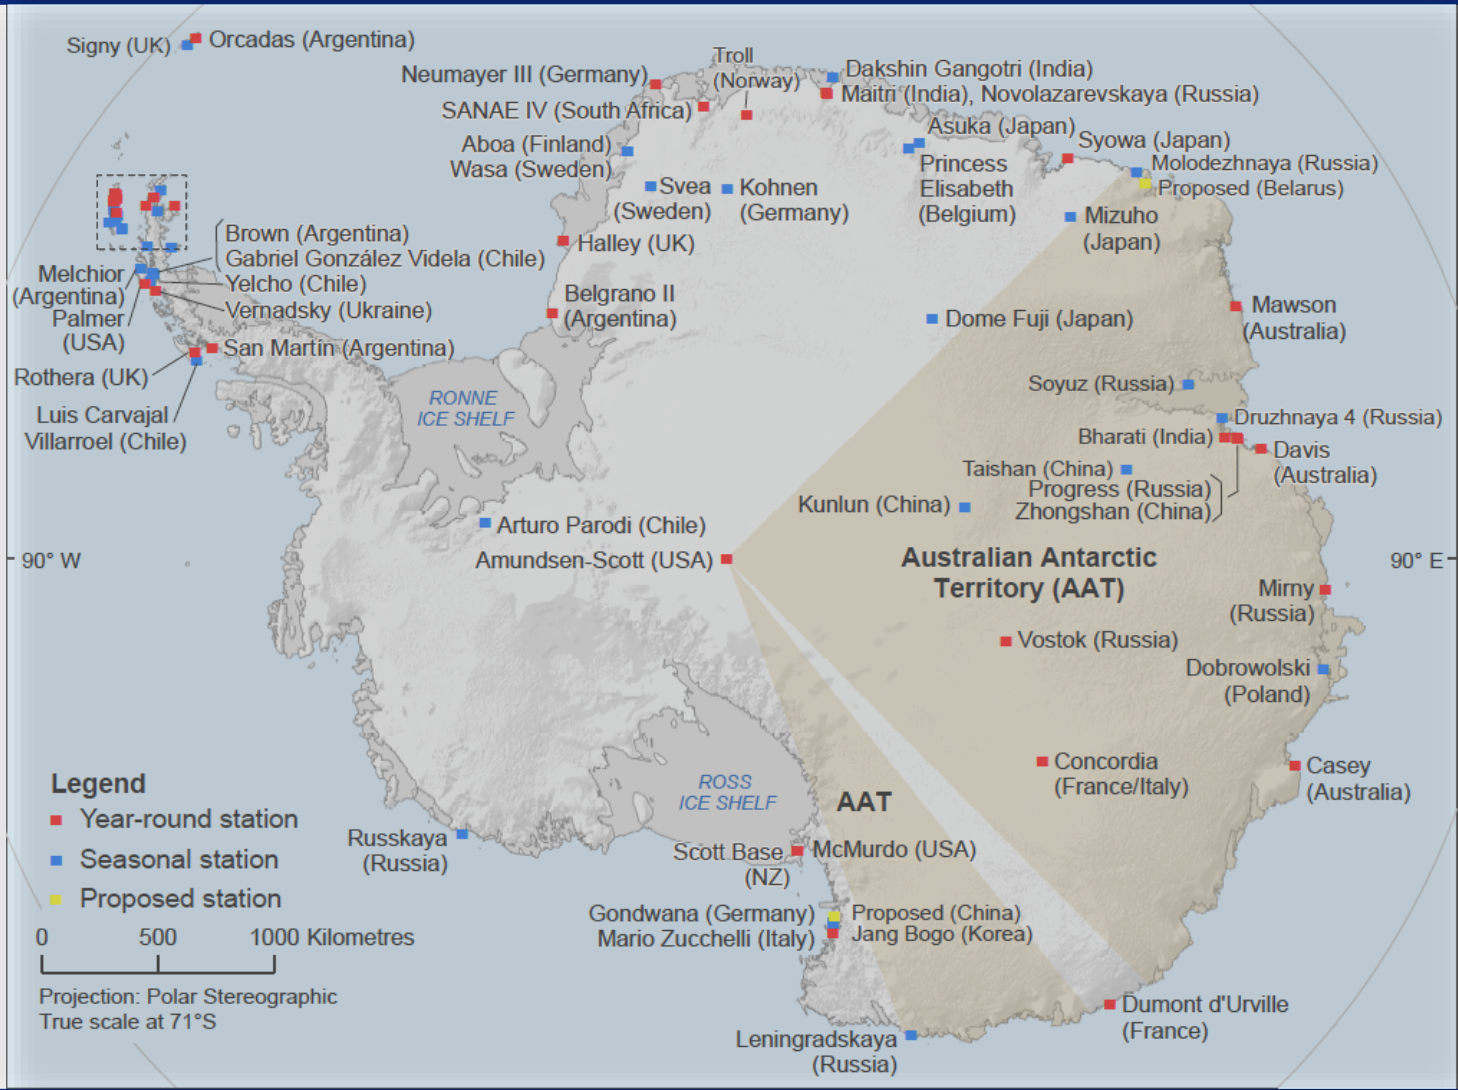 Signy (UK)
Orcadas (Argentina)
Neumayer III (Germany)
Troll
(Norway)
Dakshin Gangotri (India)
Maitri (India), Novolazarevskaya (Russia)
SANAE IV (South Africa)
Aboa (Finland)
Wasa (Sweden)
Asuka (Japan)
Syowa (Japan)
Molodezhnaya (Russia)
Proposed (Belarus)
Princess
Elisabeth
(Belgium)
Svea
(Sweden)
Kohnen
(Germany)
Mizuho
(Japan)
Halley (UK)
Brown (Argentina)
Gabriel González Videla (Chile)
Yelcho (Chile)
Vernadsky (Ukraine)
Melchior
(Argentina)
Palmer
(USA)
Belgrano II
(Argentina)
Dome Fuji (Japan)
Mawson
(Australia)
San Martín (Argentina)
Rothera (UK)
Luis Carvajal
Villarroel (Chile)
RONNE
ICE SHELF
Soyuz (Russia)
Druzhnaya 4 (Russia)
Bharati (India)
Davis
(Australia)
Taishan (China)
Progress (Russia)
Zhongshan (China)
Kunlun (China)
Arturo Parodi (Chile)
Amundsen-Scott (USA)
90° W
90° E
Australian Antarctic
Territory (AAT)
Mirny
(Russia)
Vostok (Russia)
Dobrowolski
(Poland)
Concordia
(France/Italy)
Casey
(Australia)
ROSS
ICE SHELF
AAT
Russkaya
(Russia)
Scott Base
(NZ)
McMurdo (USA)
Gondwana (Germany)
Mario Zucchelli (Italy)
Proposed (China)
Jang Bogo (Korea)
Dumont d'Urville
(France)
Leningradskaya
(Russia)
Legend
Year-round station
Seasonal station
Proposed station
0 500 1000 Kilometres
Projection: Polar Stereographic
True scale at 71°S